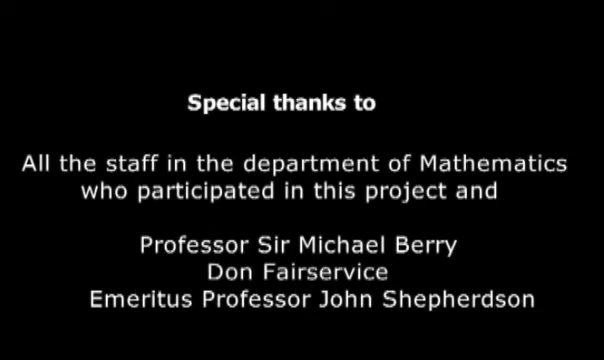 Special thanks to
All the staff in the department of Mathematics
who participated in this project and
Professor Sir Michael Berry
Don Fairservice
Emeritus Professor John Shepherdson